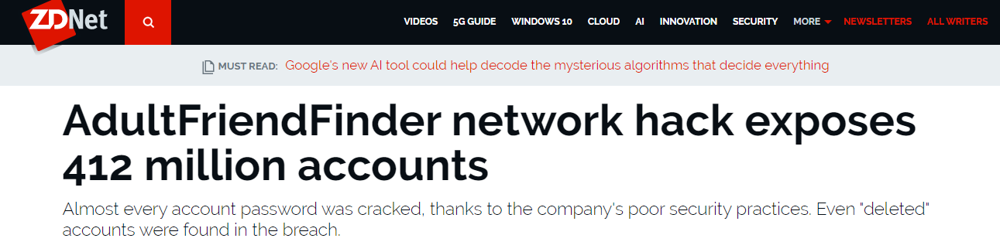 ZDNet
VIDEOS 5G GUIDE WINDOWS 10 CLOUD AI INNOVATION SECURITY MORE NEWSLETTERS ALL WRITERS
MUST READ: Google's new AI tool could help decode the mysterious algorithms that decide everything
AdultFriendFinder network hack exposes
412 million accounts
Almost every account password was cracked, thanks to the company's poor security practices. Even "deleted"
accounts were found in the breach.